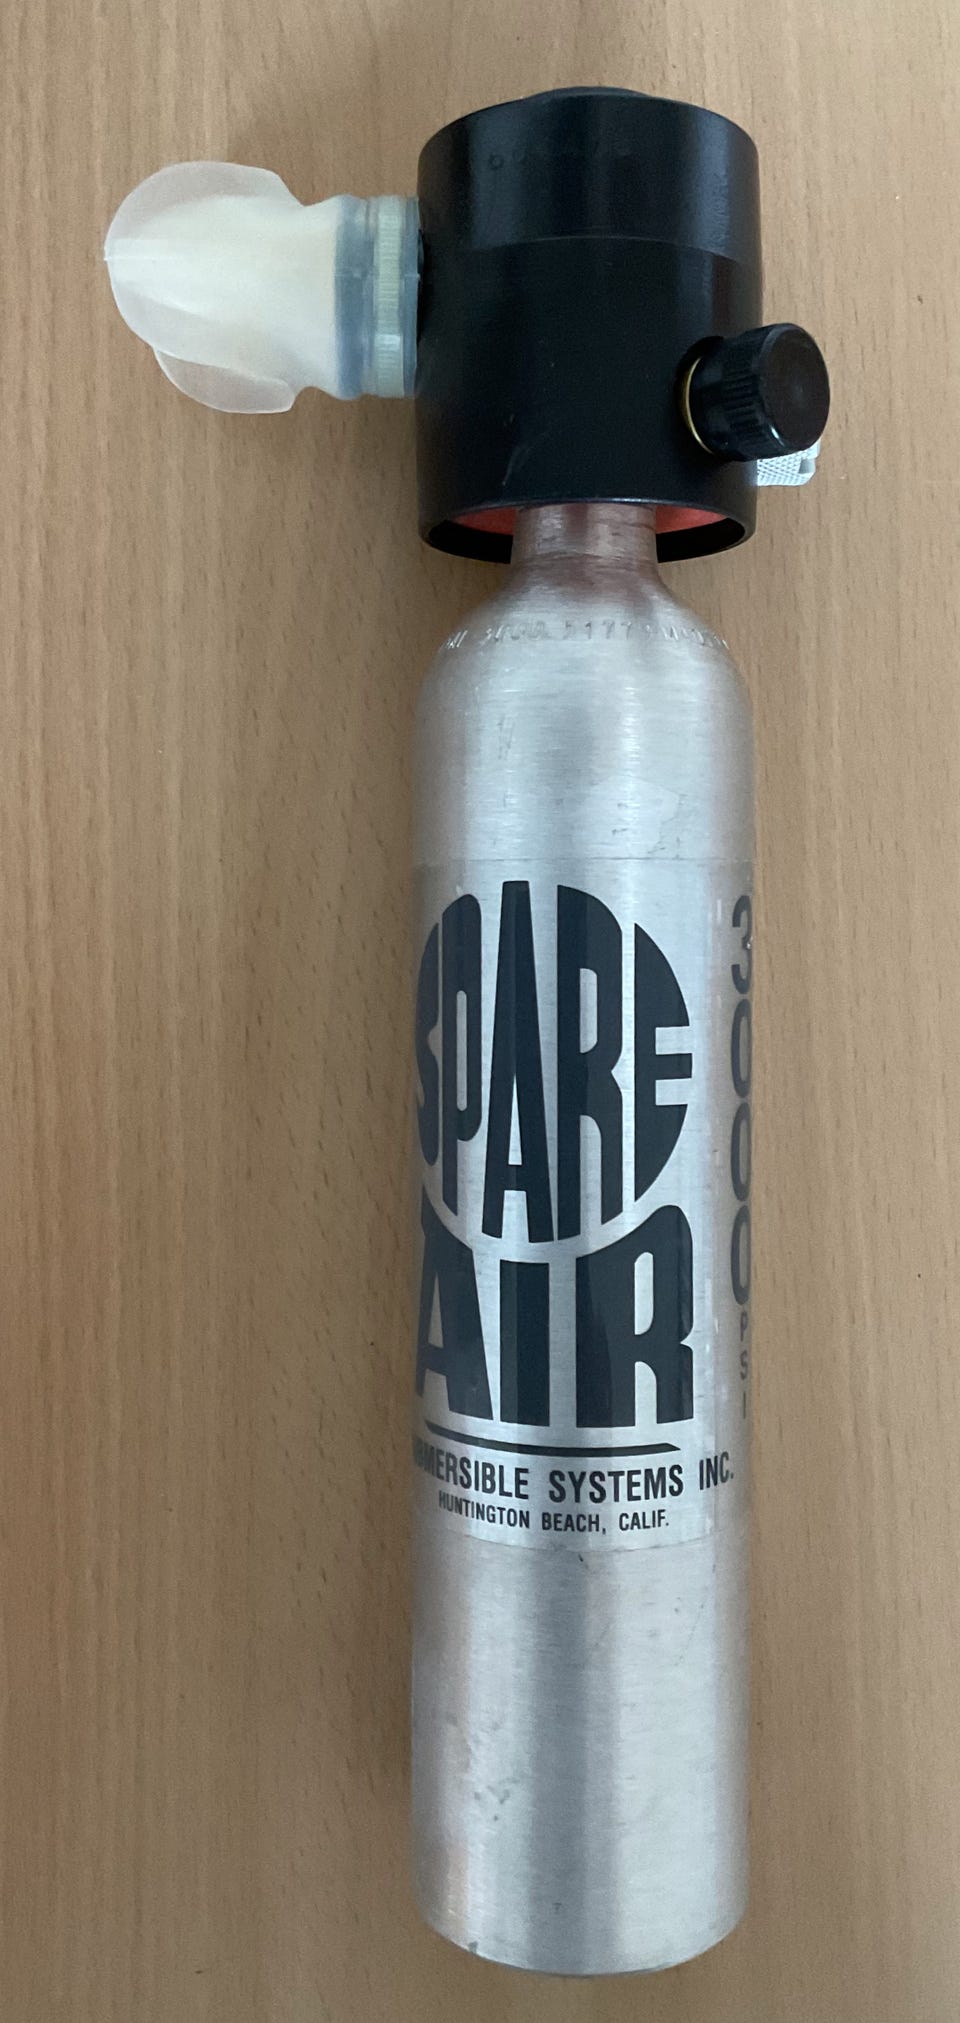 SPARE
AIR
SUBMERSIBLE SYSTEMS INC.
HUNTINGTON BEACH, CALIF.
3000 PSI